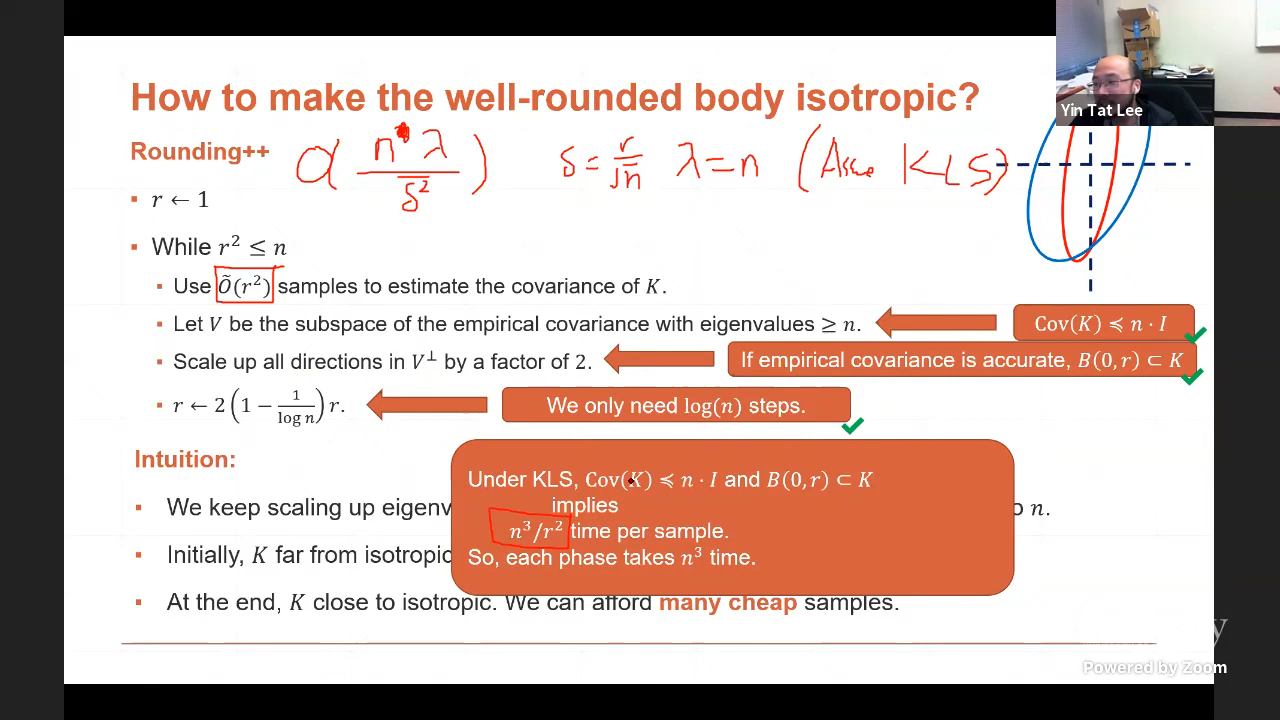 How to make the well-rounded body isotropic?
Yin Tat Lee
Rounding++
O( n λ / δ² ) δ = r/√n λ = n (Assume KLS)
▪ r ← 1
▪ While r² ≤ n
▪ Use Õ(r²) samples to estimate the covariance of K.
▪ Let V be the subspace of the empirical covariance with eigenvalues ≥ n.
Cov(K) ≼ n · I
▪ Scale up all directions in V⊥ by a factor of 2.
If empirical covariance is accurate, B(0, r) ⊂ K
▪ r ← 2 (1 − 1/log n) r.
We only need log(n) steps.
Intuition:
Under KLS, Cov(K) ≼ n · I and B(0, r) ⊂ K
implies
n³/r² time per sample.
So, each phase takes n³ time.
▪ We keep scaling up eigenv o n.
▪ Initially, K far from isotropic
▪ At the end, K close to isotropic. We can afford many cheap samples.
Powered by Zoom